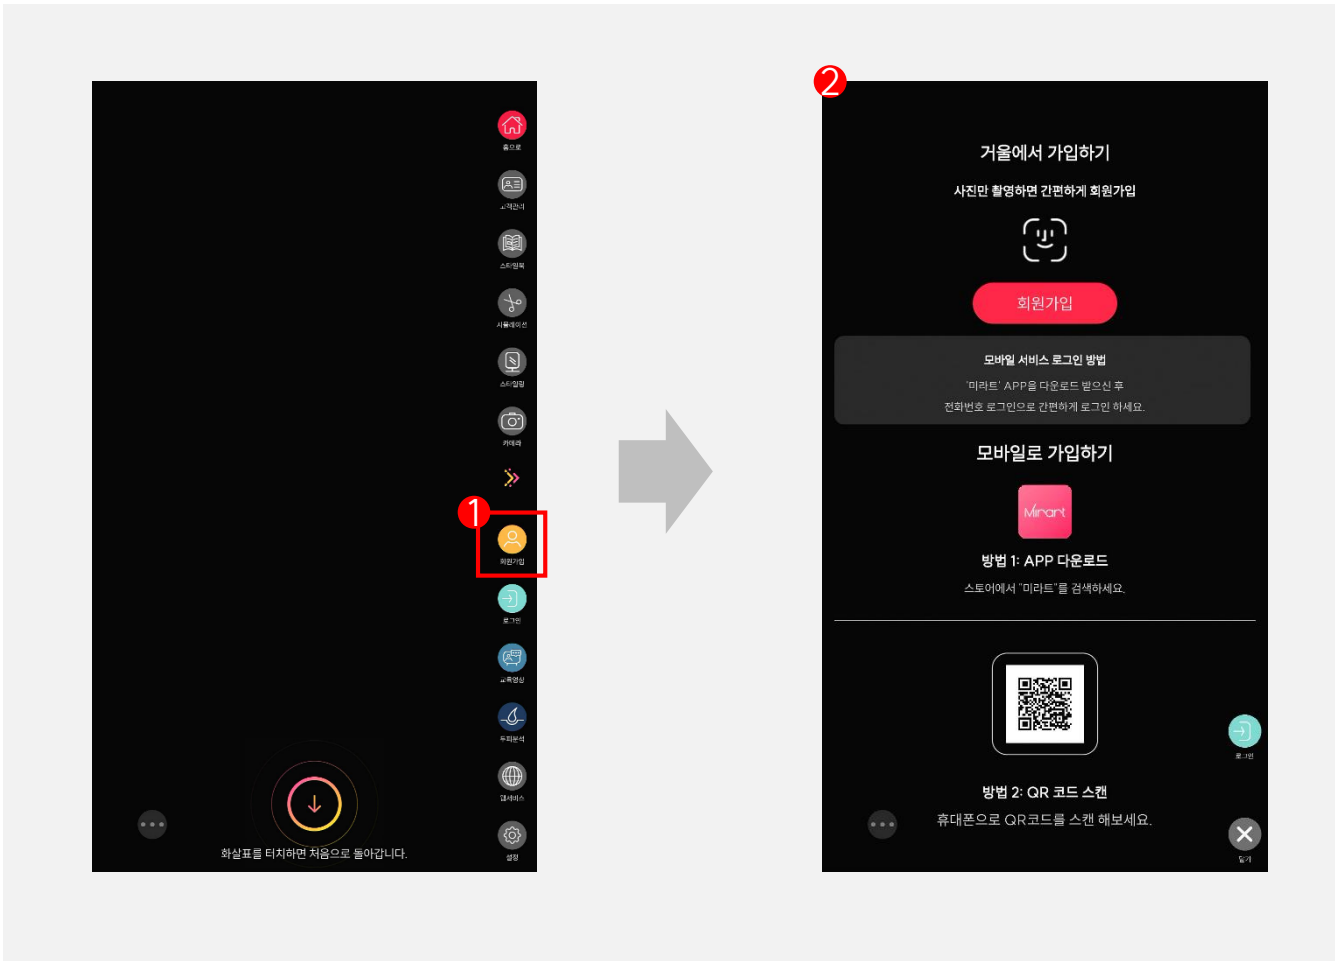 홈으로
고객관리
스타일북
시뮬레이션
스타일링
카메라
1
회원가입
로그인
교육영상
두피분석
웹서비스
설정
화살표를 터치하면 처음으로 돌아갑니다.
2
거울에서 가입하기
사진만 촬영하면 간편하게 회원가입
회원가입
모바일 서비스 로그인 방법
'미라트' APP을 다운로드 받으신 후
전화번호 로그인으로 간편하게 로그인 하세요.
모바일로 가입하기
Mirart
방법 1: APP 다운로드
스토어에서 "미라트"를 검색하세요.
로그인
방법 2: QR 코드 스캔
휴대폰으로 QR코드를 스캔 해보세요.
닫기